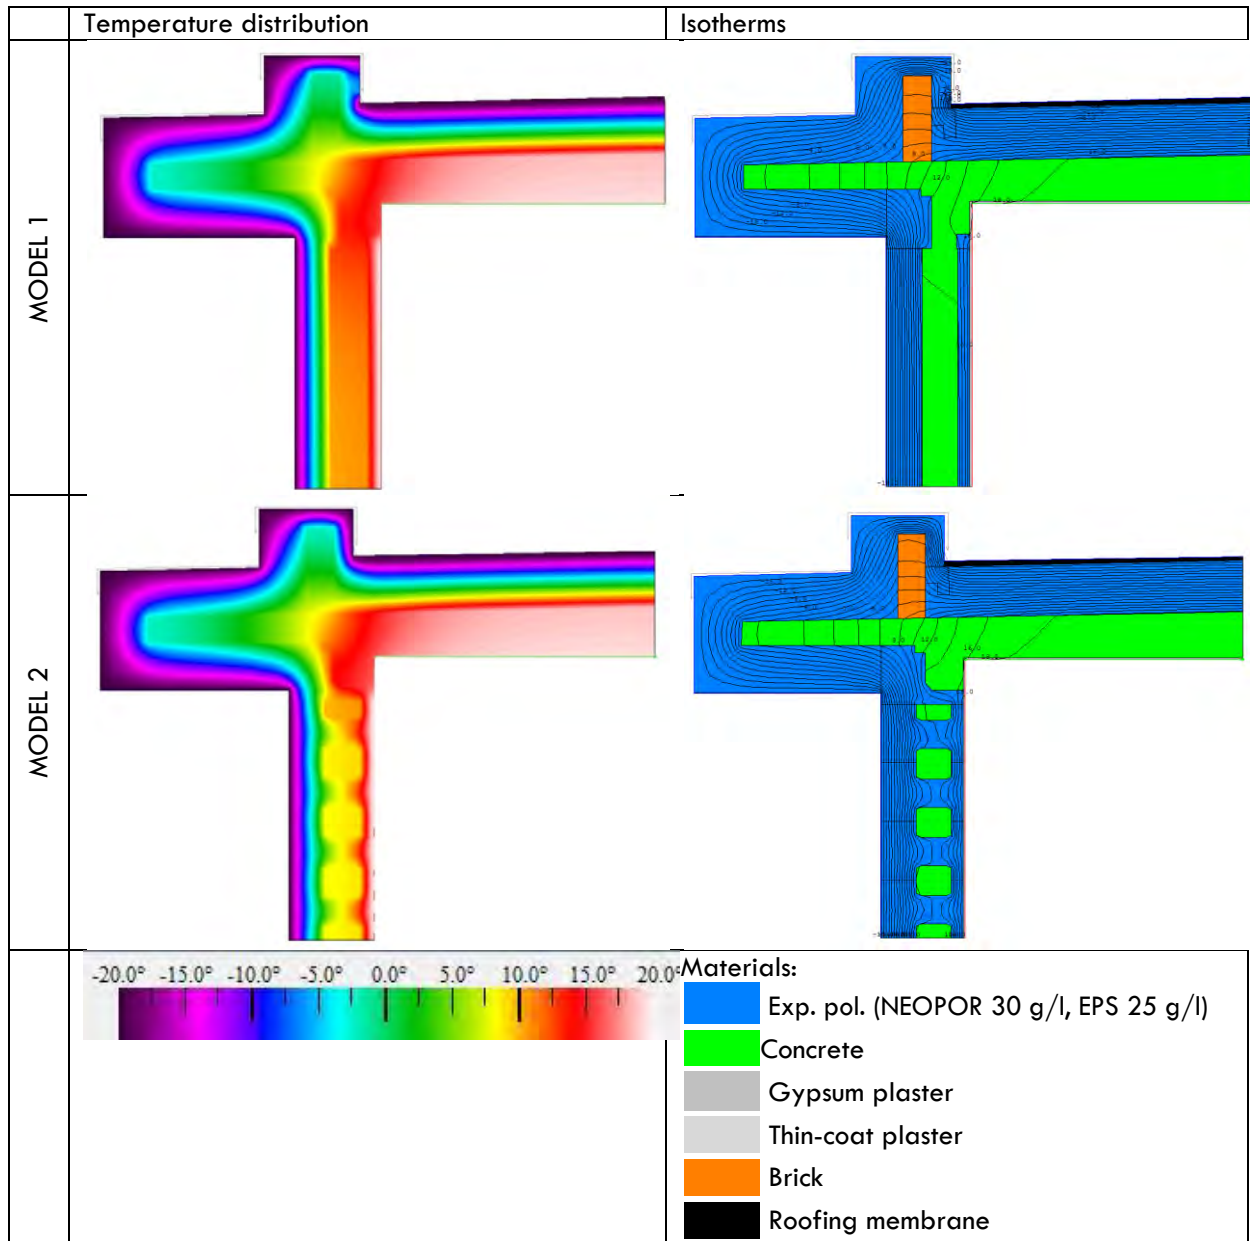 Temperature distribution
Isotherms
MODEL 1
MODEL 2
-20.0° -15.0° -10.0° -5.0° 0.0° 5.0° 10.0° 15.0° 20.0°
Materials:
Exp. pol. (NEOPOR 30 g/l, EPS 25 g/l)
Concrete
Gypsum plaster
Thin-coat plaster
Brick
Roofing membrane